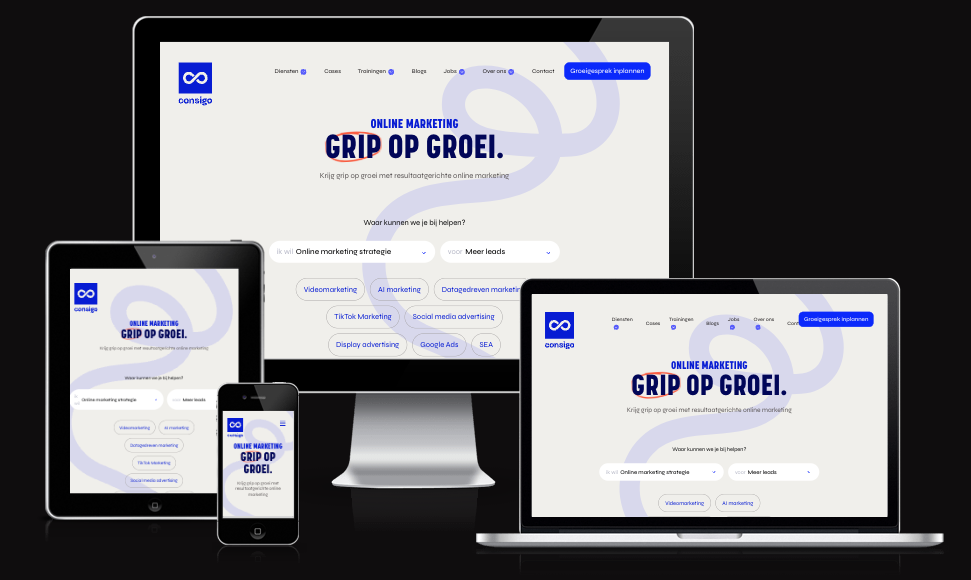 consigo
Diensten Cases Trainingen Blogs Jobs Over ons Contact Groeigesprek inplannen
ONLINE MARKETING
GRIP OP GROEI.
Krijg grip op groei met resultaatgerichte online marketing
Waar kunnen we je bij helpen?
Ik wil Online marketing strategie voor Meer leads
Videomarketing AI marketing Datagedreven marketin
TikTok Marketing Social media advertising
Display advertising Google Ads SEA
consigo
ONLINE MARKETING
GRIP OP GROEI.
Krijg grip op groei met resultaatgerichte online marketing
Waar kunnen we je bij helpen?
Online marketing strategie voor Meer leads
Videomarketing AI marketing
Datagedreven marketing
TikTok Marketing
Social media advertising
consigo
ONLINE MARKETING
GRIP OP
GROEI.
Krijg grip op groei met
resultaatgerichte online
marketing
consigo
Diensten Cases Trainingen Blogs Jobs Over ons Cont Groeigesprek inplannen
ONLINE MARKETING
GRIP OP GROEI.
Krijg grip op groei met resultaatgerichte online marketing
Waar kunnen we je bij helpen?
Ik wil Online marketing strategie voor Meer leads
Videomarketing AI marketing